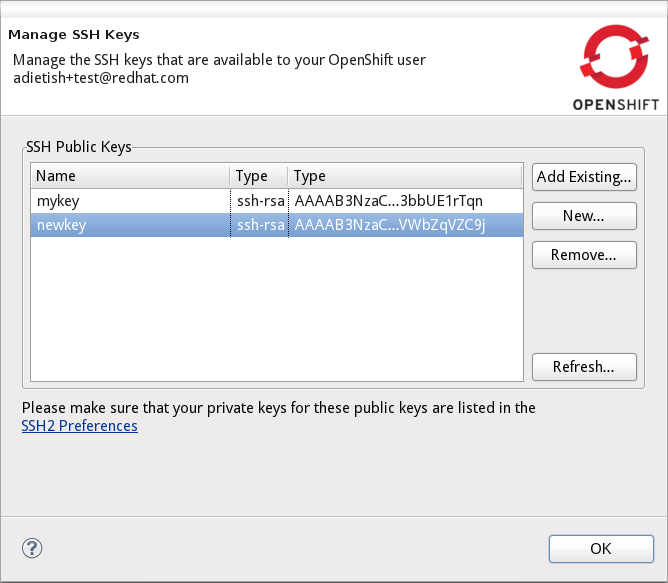 Manage SSH Keys
Manage the SSH keys that are available to your OpenShift user
adietish+test@redhat.com
OPENSHIFT
SSH Public Keys
Name Type Type
mykey ssh-rsa AAAAB3NzaC...3bbUE1rTqn
newkey ssh-rsa AAAAB3NzaC...VWbZqVZC9j
Add Existing...
New...
Remove...
Refresh...
Please make sure that your private keys for these public keys are listed in the
SSH2 Preferences
?
OK